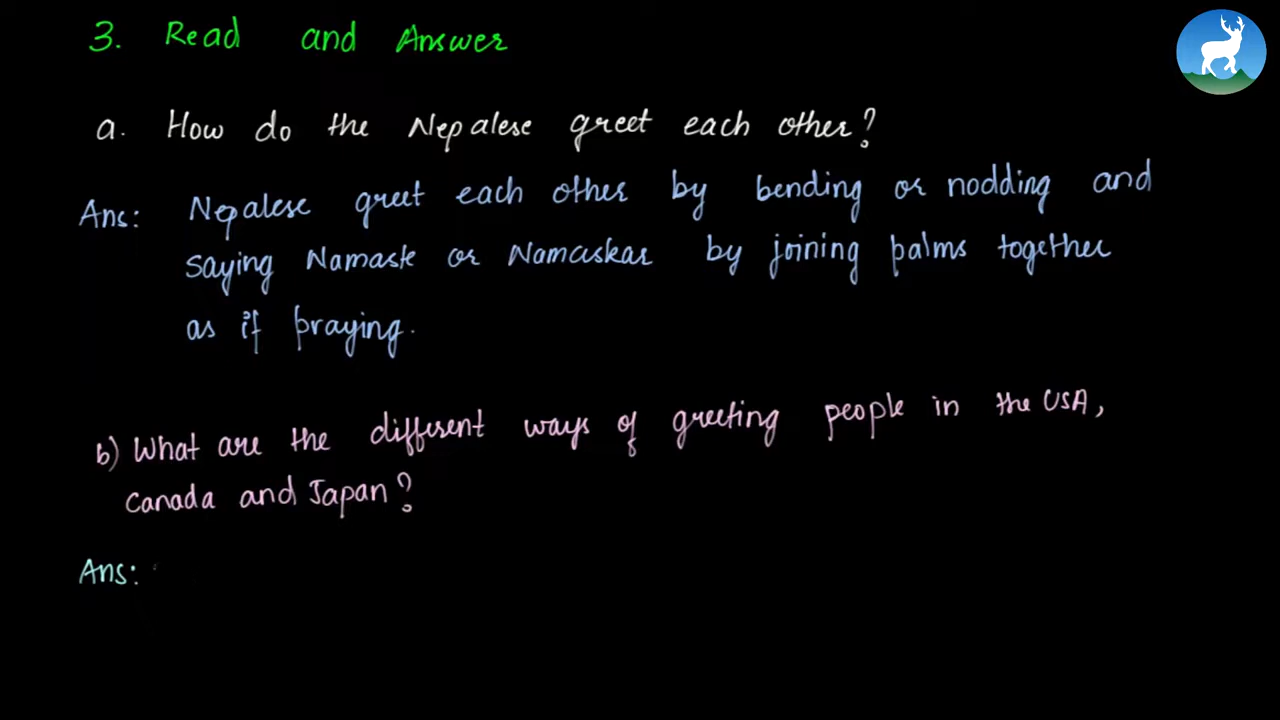 3. Read and Answer
a. How do the Nepalese greet each other?
Ans: Nepalese greet each other by bending or nodding and
saying Namaste or Namaskar by joining palms together
as if praying.
b) What are the different ways of greeting people in the USA,
Canada and Japan?
Ans: